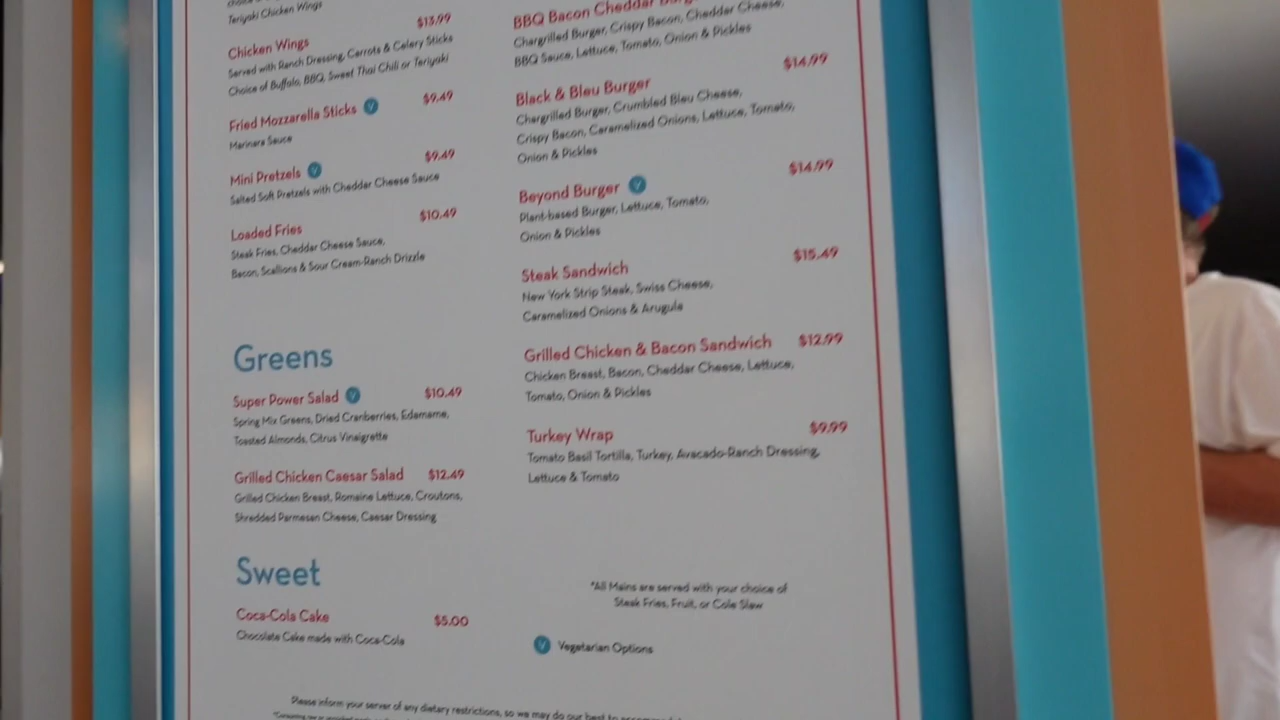 Teriyaki Chicken Wings
$13.99
Chicken Wings
Served with Ranch Dressing, Carrots & Celery Sticks
Choice of Buffalo, BBQ, Sweet Thai Chili or Teriyaki
Fried Mozzarella Sticks V $9.49
Marinara Sauce
$9.49
Mini Pretzels V
Salted Soft Pretzels with Cheddar Cheese Sauce
$10.49
Loaded Fries
Steak Fries, Cheddar Cheese Sauce,
Bacon, Scallions & Sour Cream-Ranch Drizzle
Greens
Super Power Salad V $10.49
Spring Mix Greens, Dried Cranberries, Edamame,
Toasted Almonds, Citrus Vinaigrette
Grilled Chicken Caesar Salad $12.49
Grilled Chicken Breast, Romaine Lettuce, Croutons,
Shredded Parmesan Cheese, Caesar Dressing
Sweet
Coca-Cola Cake $5.00
Chocolate Cake made with Coca-Cola
BBQ Bacon Cheddar
Chargrilled Burger, Crispy Bacon, Cheddar Cheese,
BBQ Sauce, Lettuce, Tomato, Onion & Pickles
$14.99
Black & Bleu Burger
Chargrilled Burger, Crumbled Bleu Cheese,
Crispy Bacon, Caramelized Onions, Lettuce, Tomato,
Onion & Pickles
$14.99
Beyond Burger V
Plant-based Burger, Lettuce, Tomato,
Onion & Pickles
$15.49
Steak Sandwich
New York Strip Steak, Swiss Cheese,
Caramelized Onions & Arugula
Grilled Chicken & Bacon Sandwich $12.99
Chicken Breast, Bacon, Cheddar Cheese, Lettuce,
Tomato, Onion & Pickles
$9.99
Turkey Wrap
Tomato Basil Tortilla, Turkey, Avocado-Ranch Dressing,
Lettuce & Tomato
*All Mains are served with your choice of
Steak Fries, Fruit, or Cole Slaw
V Vegetarian Options
Please inform your server of any dietary restrictions, so we may do our best to